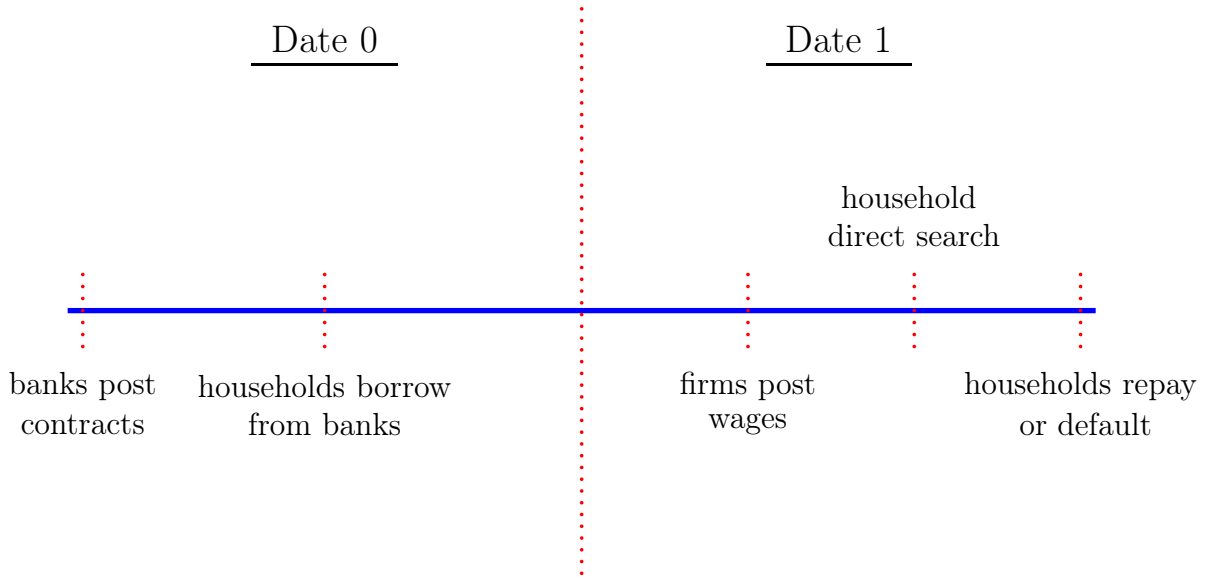 Date 0
Date 1
household
direct search
banks post
contracts
households borrow
from banks
firms post
wages
households repay
or default